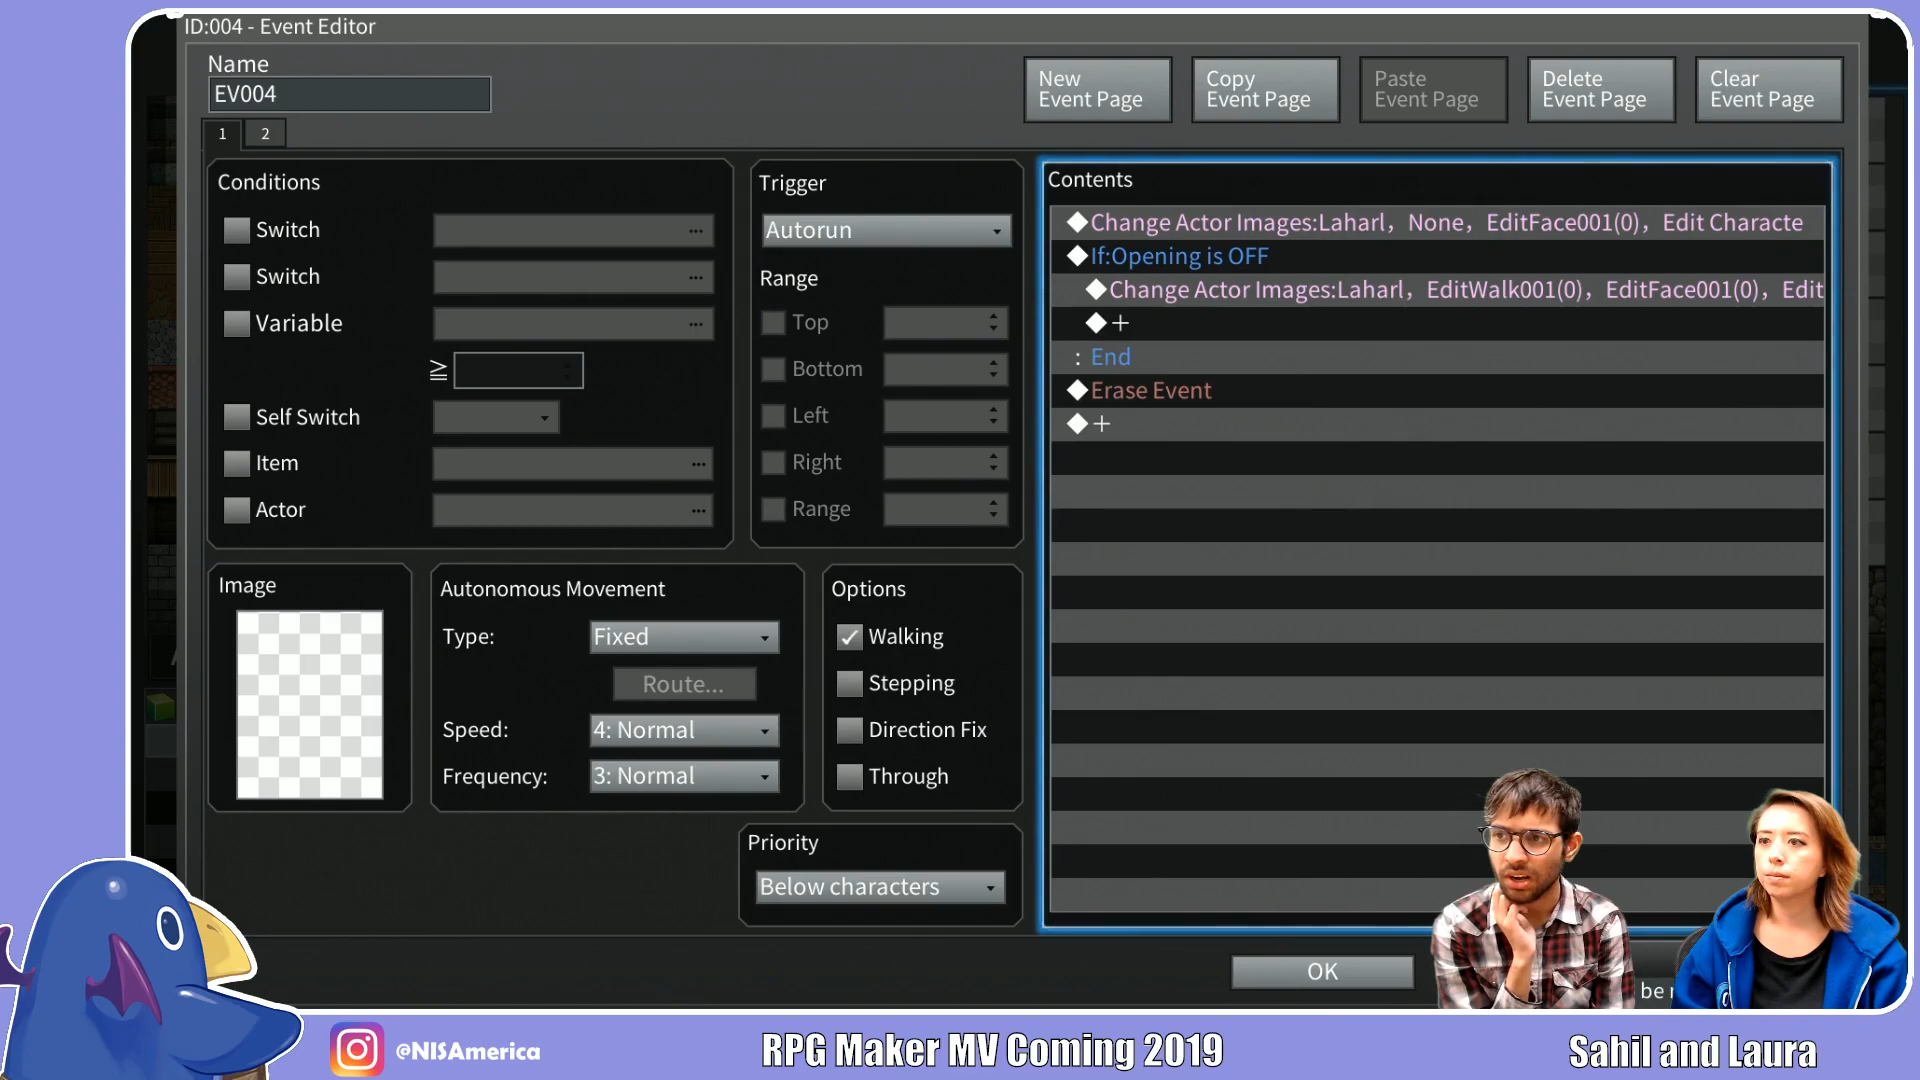 ID:004 - Event Editor
Name
EV004
New Event Page
Copy Event Page
Paste Event Page
Delete Event Page
Clear Event Page
1 2
Conditions
Switch ...
Switch ...
Variable ...
≧
Self Switch
Item ...
Actor ...
Trigger
Autorun
Range
Top
Bottom
Left
Right
Range
Contents
◆Change Actor Images:Laharl, None, EditFace001(0), Edit Characte
◆If:Opening is OFF
◆Change Actor Images:Laharl, EditWalk001(0), EditFace001(0), Edit
◆+
: End
◆Erase Event
◆+
Image
Autonomous Movement
Type: Fixed
Route...
Speed: 4: Normal
Frequency: 3: Normal
Options
Walking
Stepping
Direction Fix
Through
Priority
Below characters
OK
be
@NISAmerica
RPG Maker MV Coming 2019
Sahil and Laura